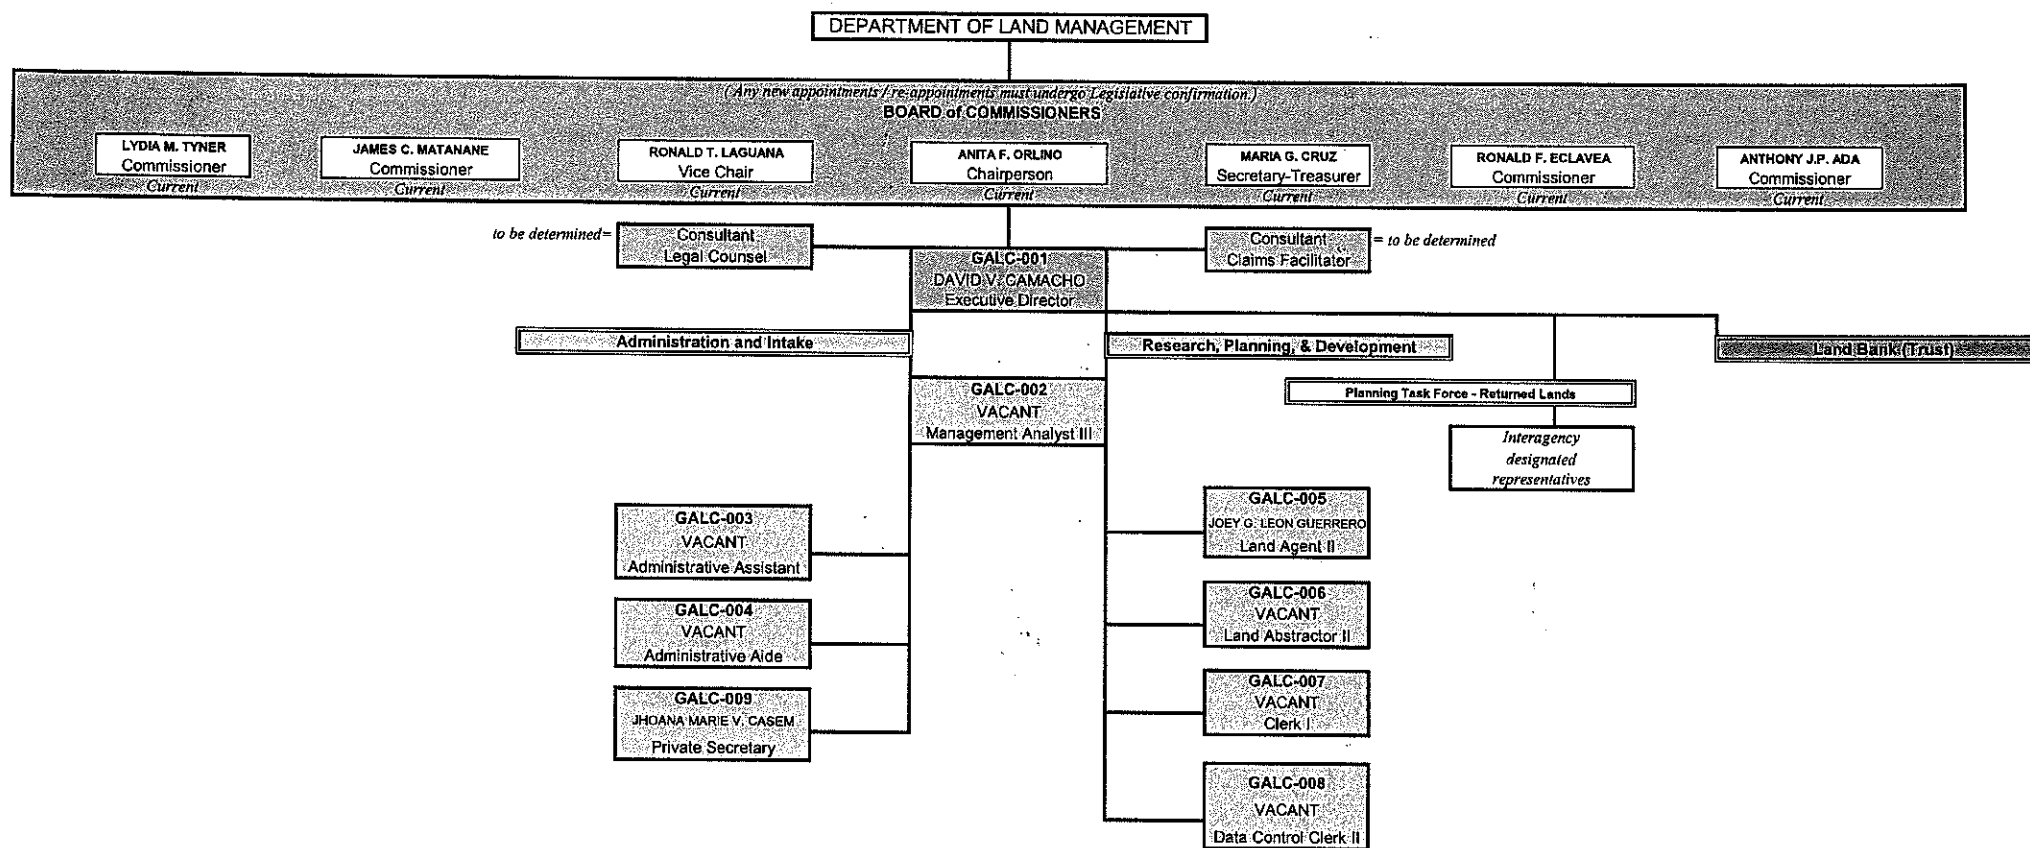 DEPARTMENT OF LAND MANAGEMENT
(Any new appointments / re-appointments must undergo Legislative confirmation.)
BOARD of COMMISSIONERS
LYDIA M. TYNER
Commissioner
Current
JAMES C. MATANANE
Commissioner
Current
RONALD T. LAGUANA
Vice Chair
Current
ANITA F. ORLINO
Chairperson
Current
MARIA G. CRUZ
Secretary-Treasurer
Current
RONALD F. ECLAVEA
Commissioner
Current
ANTHONY J.P. ADA
Commissioner
Current
to be determined=
Consultant
Legal Counsel
Consultant
Claims Facilitator
= to be determined
GALC-001
DAVID V. CAMACHO
Executive Director
Administration and Intake
Research, Planning, & Development
Land Bank (Trust)
GALC-002
VACANT
Management Analyst III
Planning Task Force - Returned Lands
Interagency
designated
representatives
GALC-003
VACANT
Administrative Assistant
GALC-004
VACANT
Administrative Aide
GALC-009
JHOANA MARIE V. CASEM
Private Secretary
GALC-005
JOEY G. LEON GUERRERO
Land Agent II
GALC-006
VACANT
Land Abstractor II
GALC-007
VACANT
Clerk I
GALC-008
VACANT
Data Control Clerk II